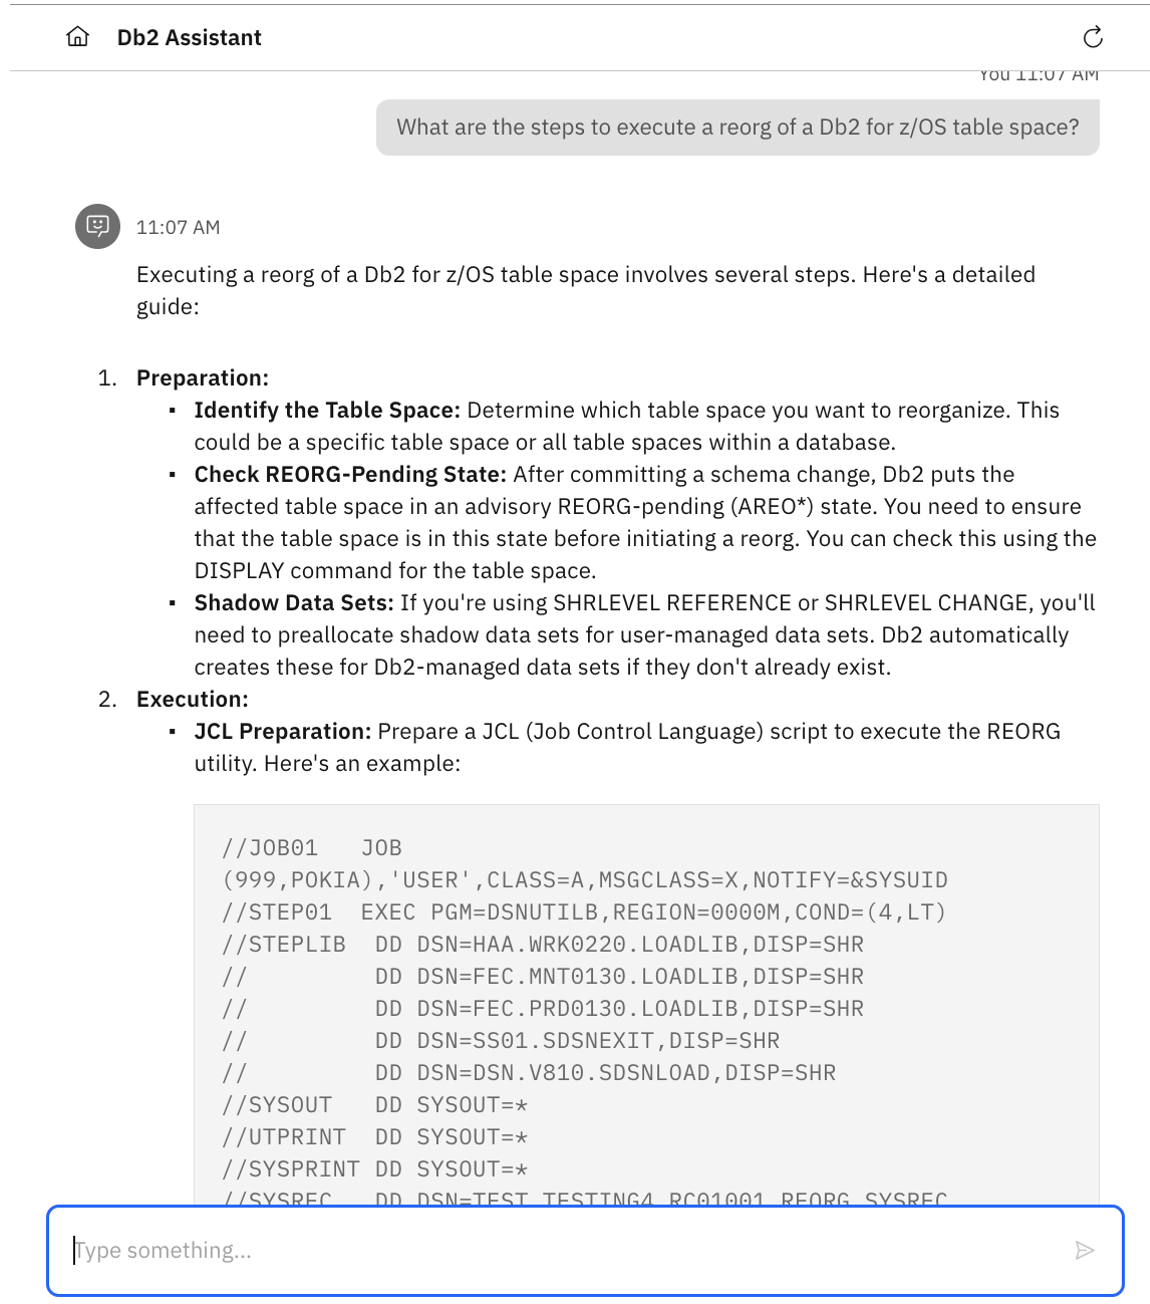 Db2 Assistant
You 11:07 AM
What are the steps to execute a reorg of a Db2 for z/OS table space?
11:07 AM
Executing a reorg of a Db2 for z/OS table space involves several steps. Here's a detailed
guide:
1. Preparation:
▪ Identify the Table Space: Determine which table space you want to reorganize. This
could be a specific table space or all table spaces within a database.
▪ Check REORG-Pending State: After committing a schema change, Db2 puts the
affected table space in an advisory REORG-pending (AREO*) state. You need to ensure
that the table space is in this state before initiating a reorg. You can check this using the
DISPLAY command for the table space.
▪ Shadow Data Sets: If you're using SHRLEVEL REFERENCE or SHRLEVEL CHANGE, you'll
need to preallocate shadow data sets for user-managed data sets. Db2 automatically
creates these for Db2-managed data sets if they don't already exist.
2. Execution:
▪ JCL Preparation: Prepare a JCL (Job Control Language) script to execute the REORG
utility. Here's an example:
//JOB01   JOB
(999,POKIA),'USER',CLASS=A,MSGCLASS=X,NOTIFY=&SYSUID
//STEP01  EXEC PGM=DSNUTILB,REGION=0000M,COND=(4,LT)
//STEPLIB  DD DSN=HAA.WRK0220.LOADLIB,DISP=SHR
//         DD DSN=FEC.MNT0130.LOADLIB,DISP=SHR
//         DD DSN=FEC.PRD0130.LOADLIB,DISP=SHR
//         DD DSN=SS01.SDSNEXIT,DISP=SHR
//         DD DSN=DSN.V810.SDSNLOAD,DISP=SHR
//SYSOUT   DD SYSOUT=*
//UTPRINT  DD SYSOUT=*
//SYSPRINT DD SYSOUT=*
//SYSREC   DD DSN=TEST.TESTING4.RC01001.REORG.SYSREC
Type something...